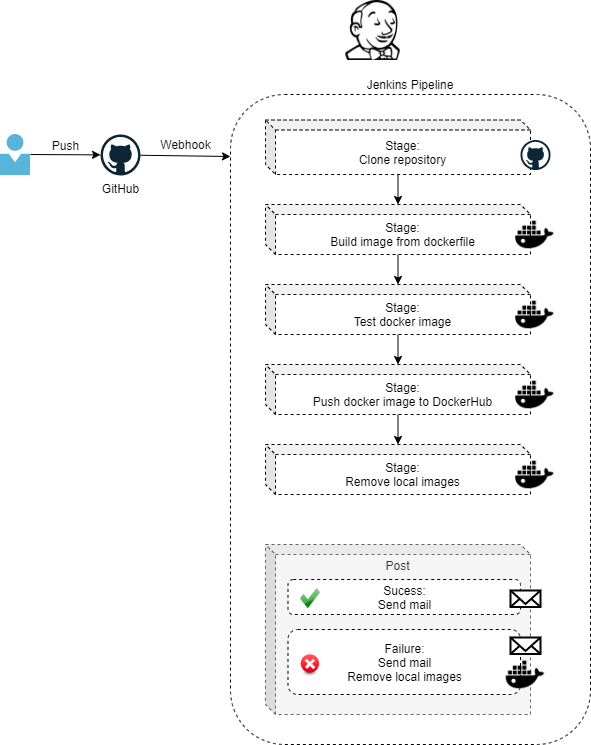 Jenkins Pipeline
Push
GitHub
Webhook
Stage:
Clone repository
Stage:
Build image from dockerfile
Stage:
Test docker image
Stage:
Push docker image to DockerHub
Stage:
Remove local images
Post
Sucess:
Send mail
Failure:
Send mail
Remove local images